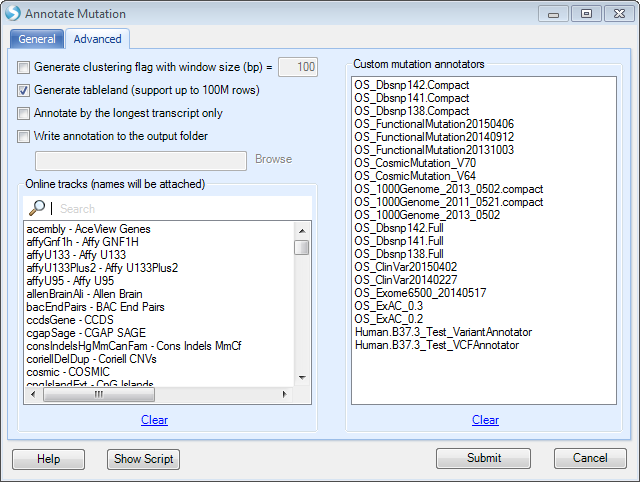 Annotate Mutation
General
Advanced
Generate clustering flag with window size (bp) = 100
Generate tableland (support up to 100M rows)
Annotate by the longest transcript only
Write annotation to the output folder
Browse
Online tracks (names will be attached)
Search
acembly - AceView Genes
affyGnf1h - Affy GNF1H
affyU133 - Affy U133
affyU133Plus2 - Affy U133Plus2
affyU95 - Affy U95
allenBrainAli - Allen Brain
bacEndPairs - BAC End Pairs
ccdsGene - CCDS
cgapSage - CGAP SAGE
consIndelsHgMmCanFam - Cons Indels MmCf
coriellDelDup - Coriell CNVs
cosmic - COSMIC
cpgIslandExt - CpG Islands
Clear
Custom mutation annotators
OS_Dbsnp142.Compact
OS_Dbsnp141.Compact
OS_Dbsnp138.Compact
OS_FunctionalMutation20150406
OS_FunctionalMutation20140912
OS_FunctionalMutation20131003
OS_CosmicMutation_V70
OS_CosmicMutation_V64
OS_1000Genome_2013_0502.compact
OS_1000Genome_2011_0521.compact
OS_1000Genome_2013_0502
OS_Dbsnp142.Full
OS_Dbsnp141.Full
OS_Dbsnp138.Full
OS_ClinVar20150402
OS_ClinVar20140227
OS_Exome6500_20140517
OS_ExAC_0.3
OS_ExAC_0.2
Human.B37.3_Test_VariantAnnotator
Human.B37.3_Test_VCFAnnotator
Clear
Help
Show Script
Submit
Cancel